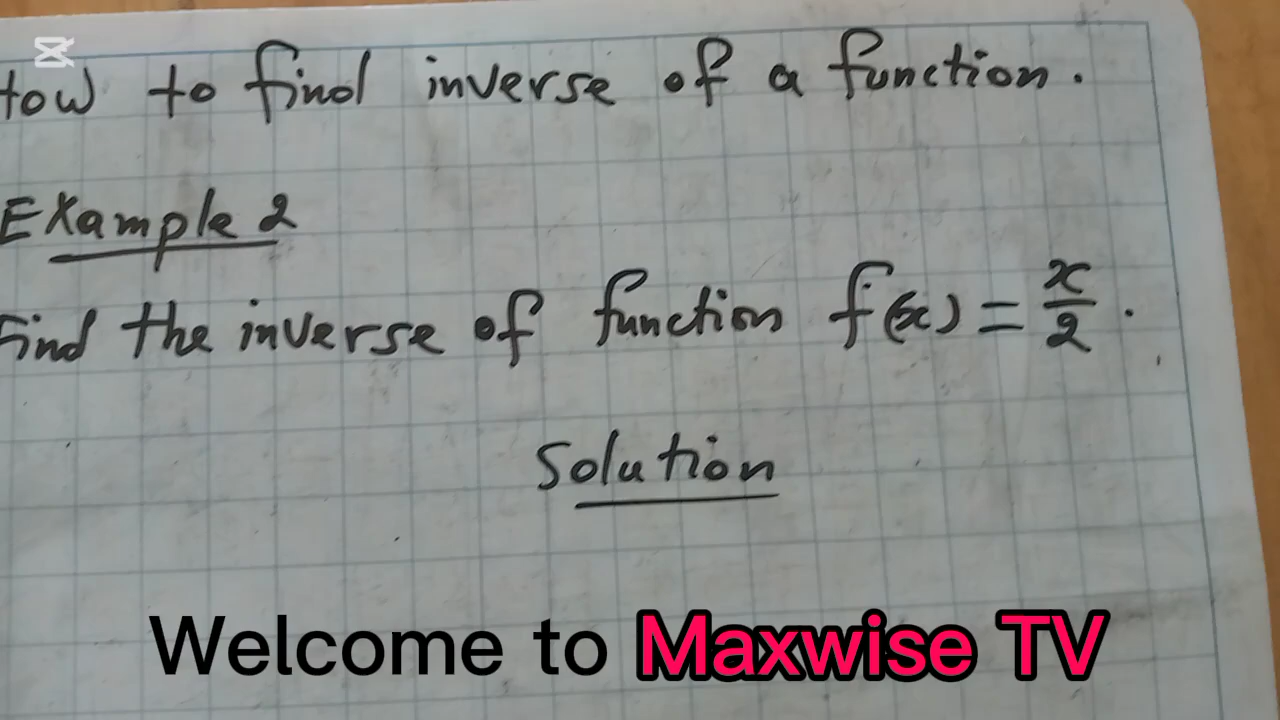 How to find inverse of a function.
Example 2
Find the inverse of function f(x) = x/2.
Solution
Welcome to Maxwise TV